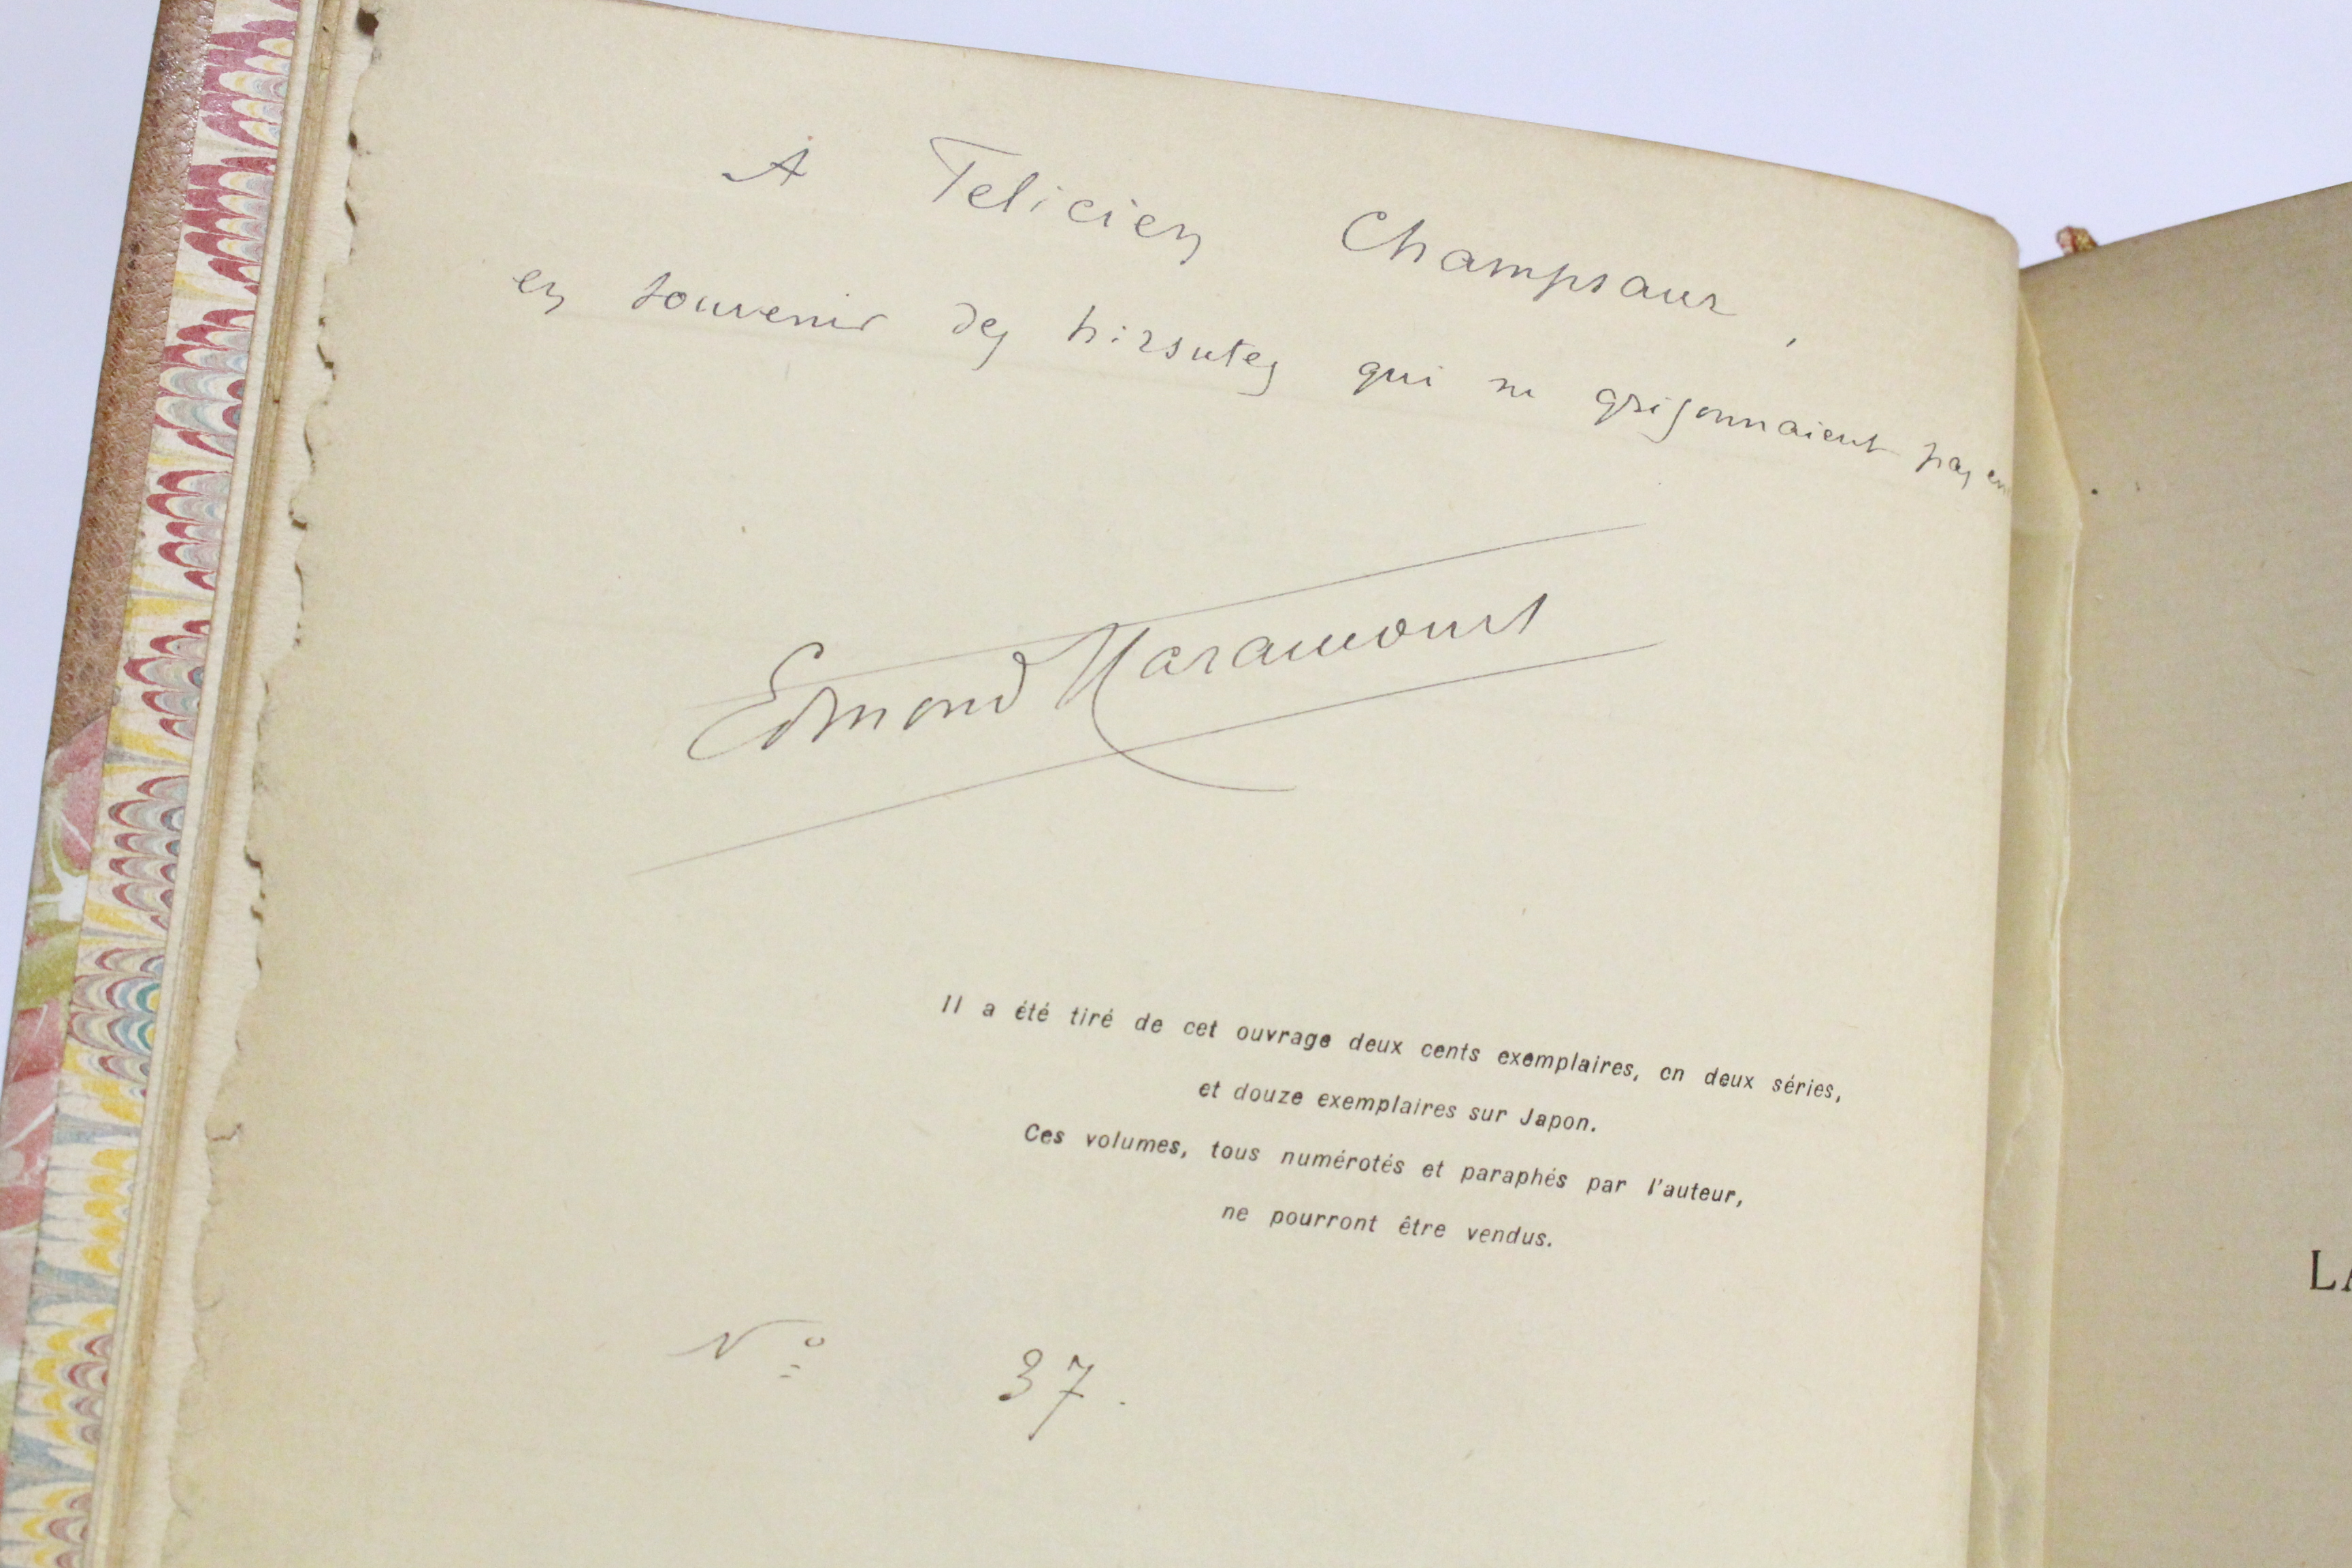 A Felicien Champsaur,
en souvenir des hirsutes qui ne grisonnaient pas en
Edmond Haraucourt
Il a été tiré de cet ouvrage deux cents exemplaires, en deux séries,
et douze exemplaires sur Japon.
Ces volumes, tous numérotés et paraphés par l'auteur,
ne pourront être vendus.
No 37.
LA